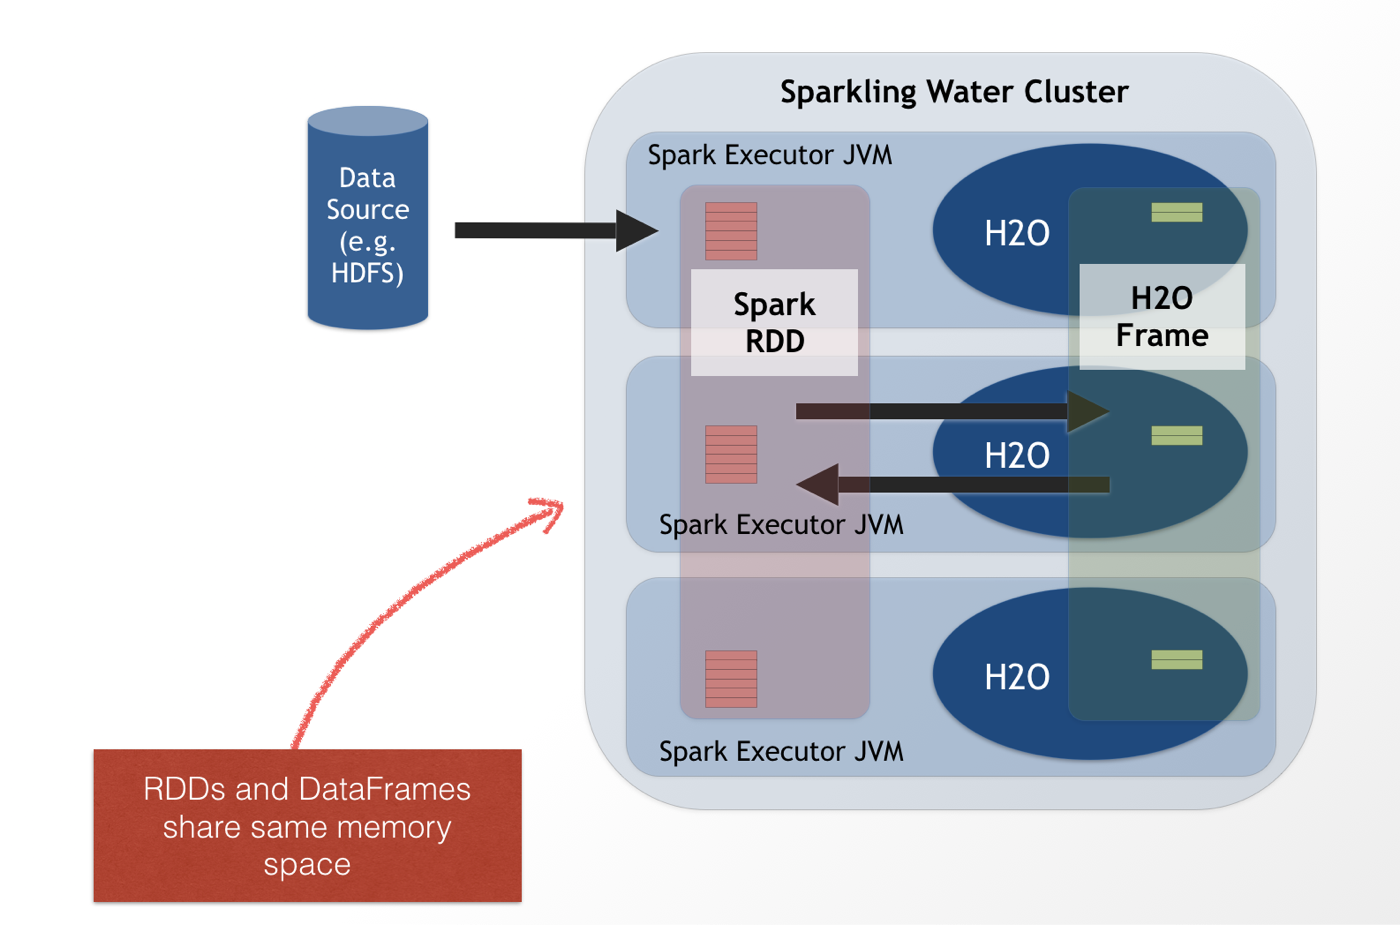 Sparkling Water Cluster
Spark Executor JVM
Data
Source
(e.g.
HDFS)
H2O
Spark
RDD
H2O
Frame
H2O
Spark Executor JVM
H2O
Spark Executor JVM
RDDs and DataFrames
share same memory
space